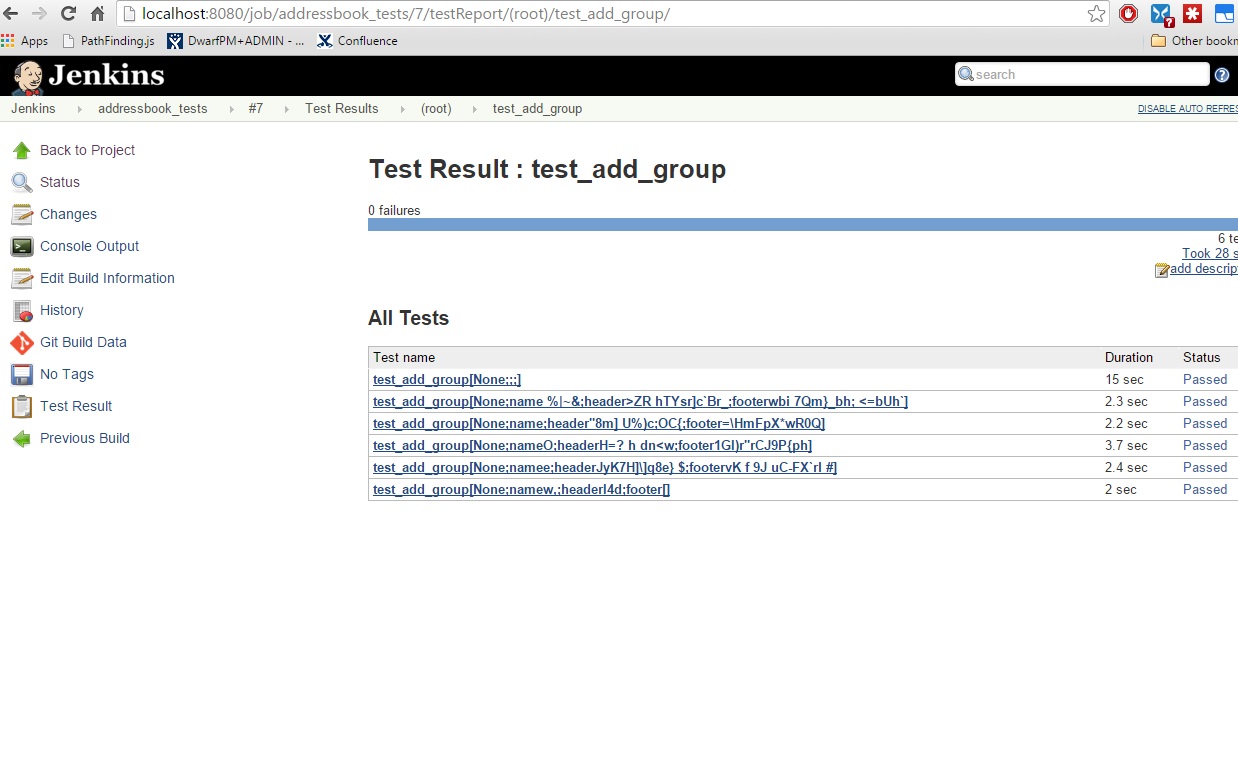 localhost:8080/job/addressbook_tests/7/testReport/(root)/test_add_group/
Apps PathFinding.js DwarfPM+ADMIN - ... Confluence Other bookn
Jenkins
search
Jenkins addressbook_tests #7 Test Results (root) test_add_group DISABLE AUTO REFRES
Back to Project
Status
Changes
Console Output
Edit Build Information
History
Git Build Data
No Tags
Test Result
Previous Build
Test Result : test_add_group
0 failures
6 te
Took 28 s
add descrip
All Tests
Test name Duration Status
test_add_group[None;;;] 15 sec Passed
test_add_group[None;name %|~&;header>ZR hTYsr]c`Br_;footerwbi 7Qm}_bh; <=bUh`] 2.3 sec Passed
test_add_group[None;name;header"8m] U%)c;OC{;footer=\HmFpX*wR0Q] 2.2 sec Passed
test_add_group[None;nameO;headerH=? h dn<w;footer1GI)r"rCJ9P{ph] 3.7 sec Passed
test_add_group[None;namee;headerJyK7H]\]q8e} $;footervK f 9J uC-FX`rI #] 2.4 sec Passed
test_add_group[None;namew,;headerI4d;footer[] 2 sec Passed